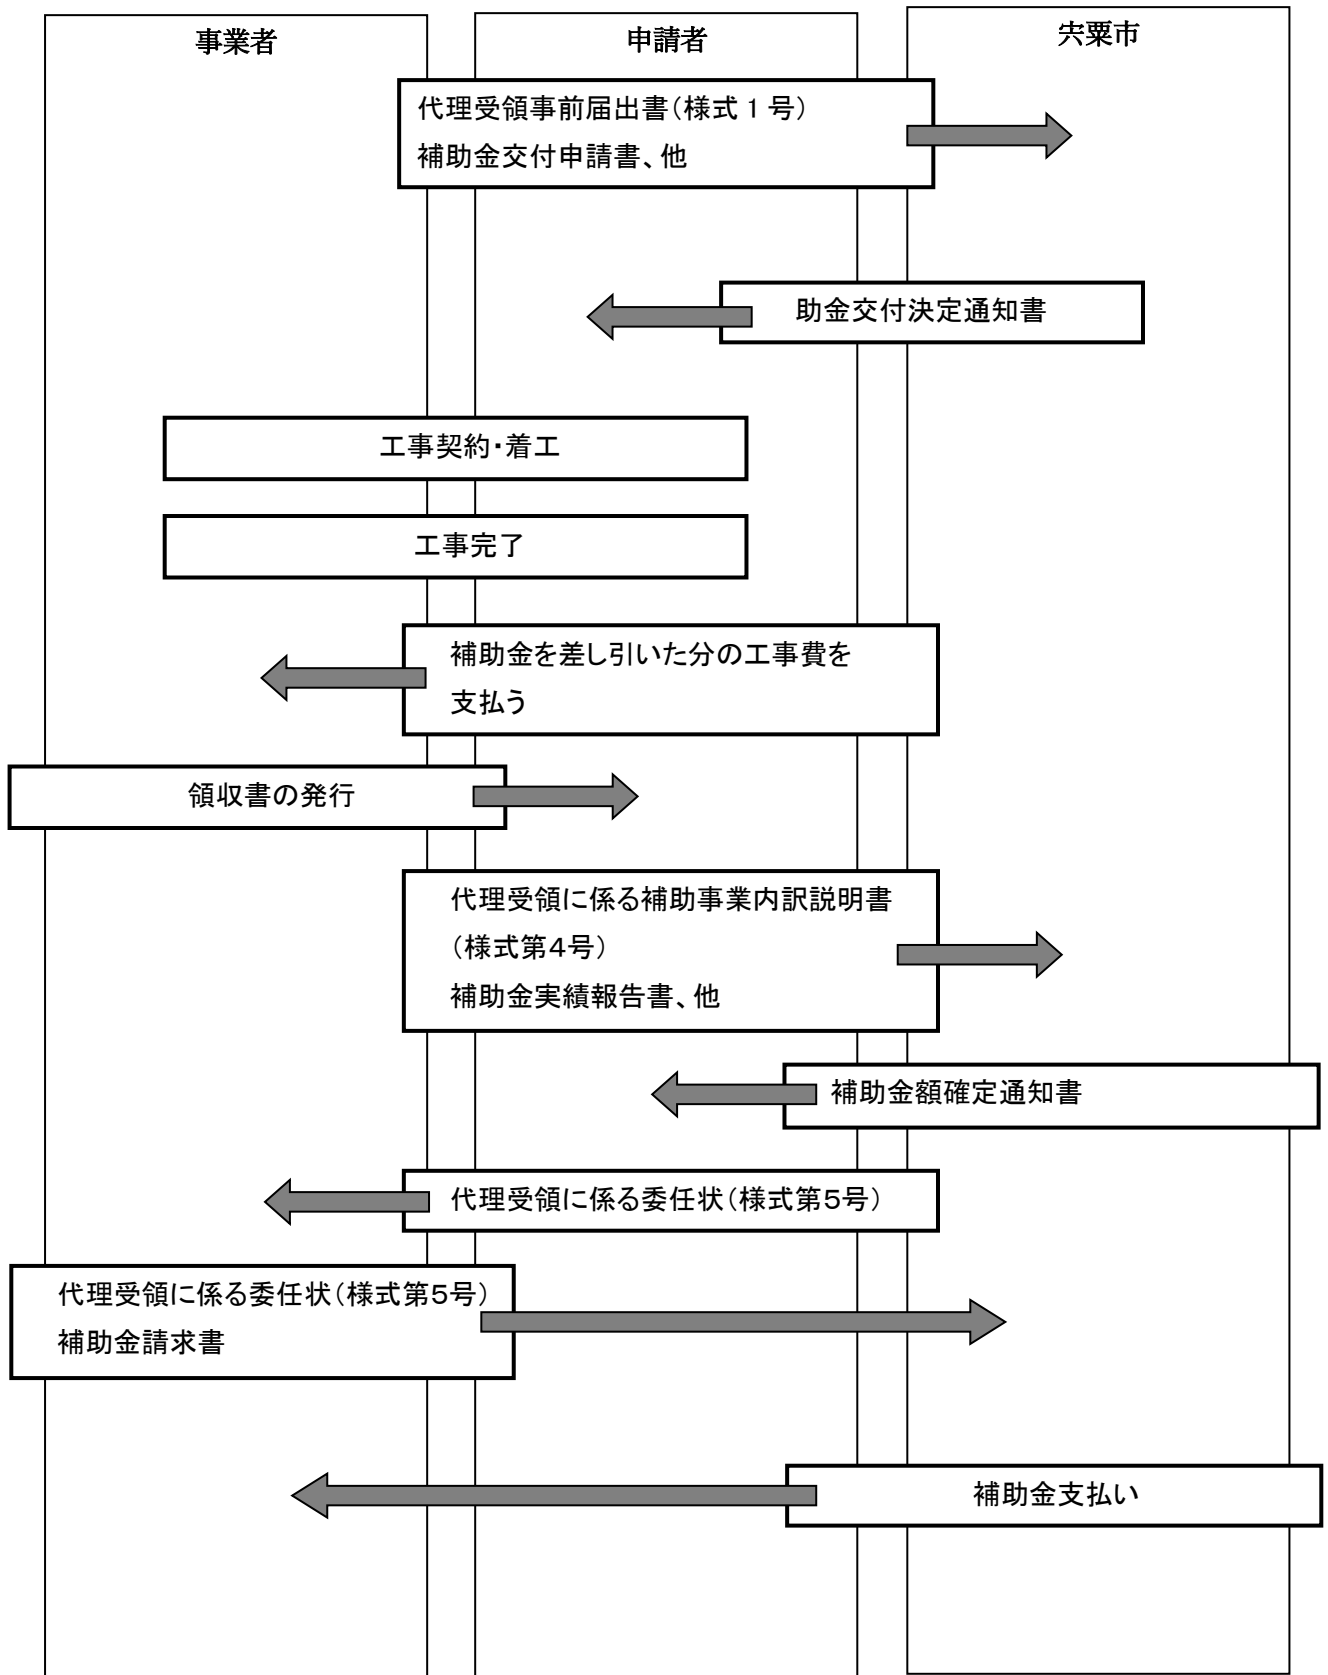 事業者
申請者
宍粟市
代理受領事前届出書（様式１号）
補助金交付申請書、他
助金交付決定通知書
工事契約・着工
工事完了
補助金を差し引いた分の工事費を
支払う
領収書の発行
代理受領に係る補助事業内訳説明書
（様式第４号）
補助金実績報告書、他
補助金額確定通知書
代理受領に係る委任状（様式第５号）
代理受領に係る委任状（様式第５号）
補助金請求書
補助金支払い